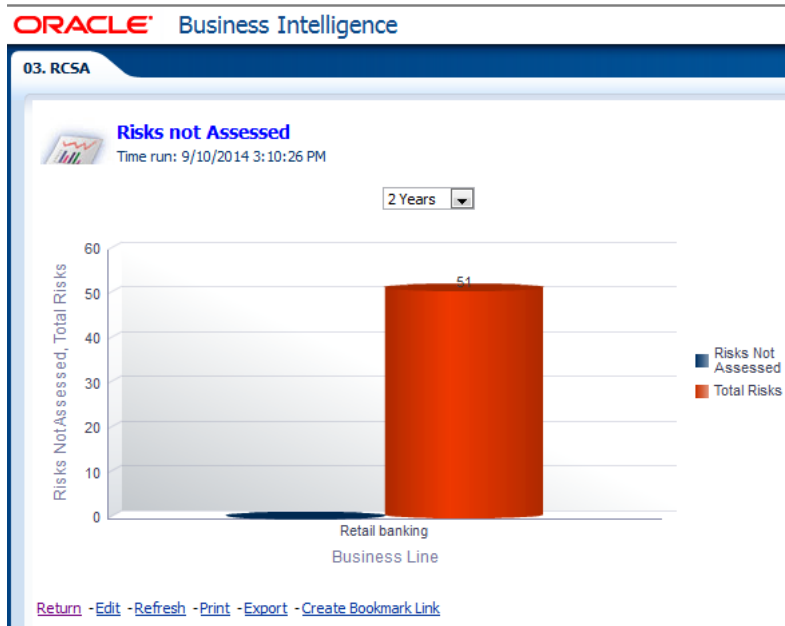 ORACLE Business Intelligence
03. RCSA
Risks not Assessed
Time run: 9/10/2014 3:10:26 PM
2 Years
60
50
40
30
20
10
0
Risks Not Assessed, Total Risks
51
Retail banking
Business Line
Risks Not
Assessed
Total Risks
Return - Edit - Refresh - Print - Export - Create Bookmark Link